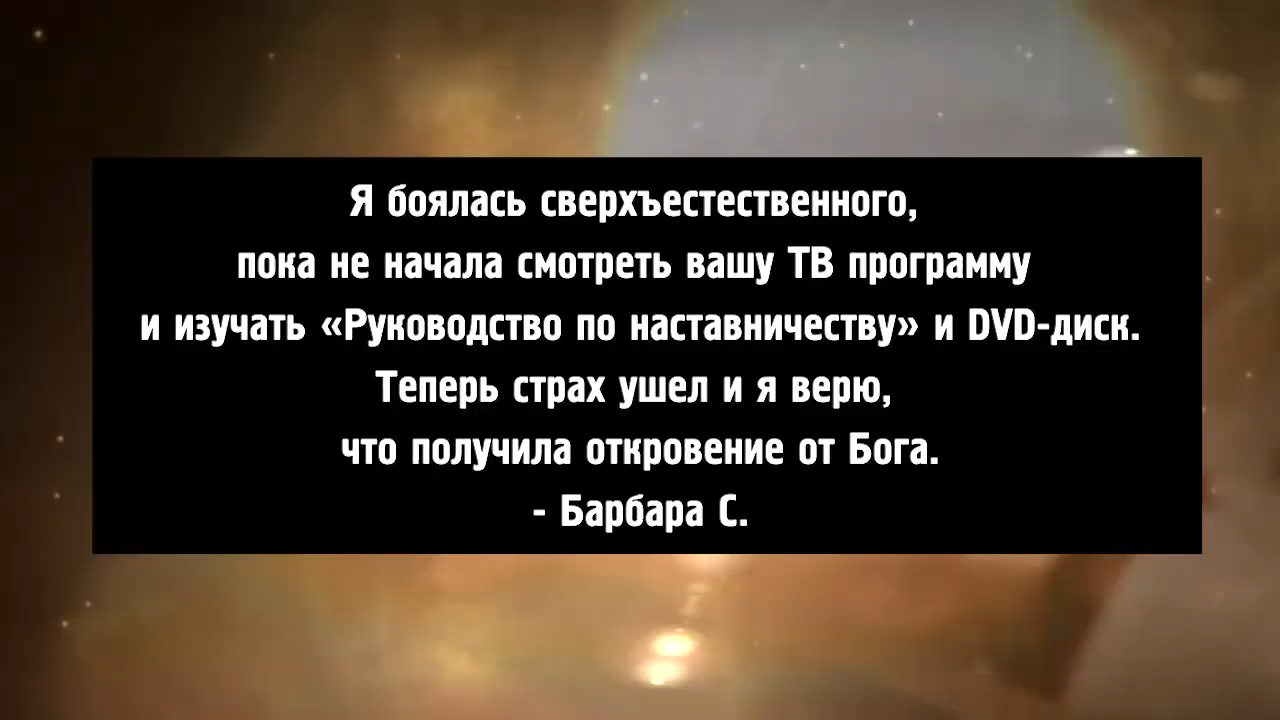 Я боялась сверхъестественного,
пока не начала смотреть вашу ТВ программу
и изучать «Руководство по наставничеству» и DVD-диск.
Теперь страх ушел и я верю,
что получила откровение от Бога.
- Барбара С.